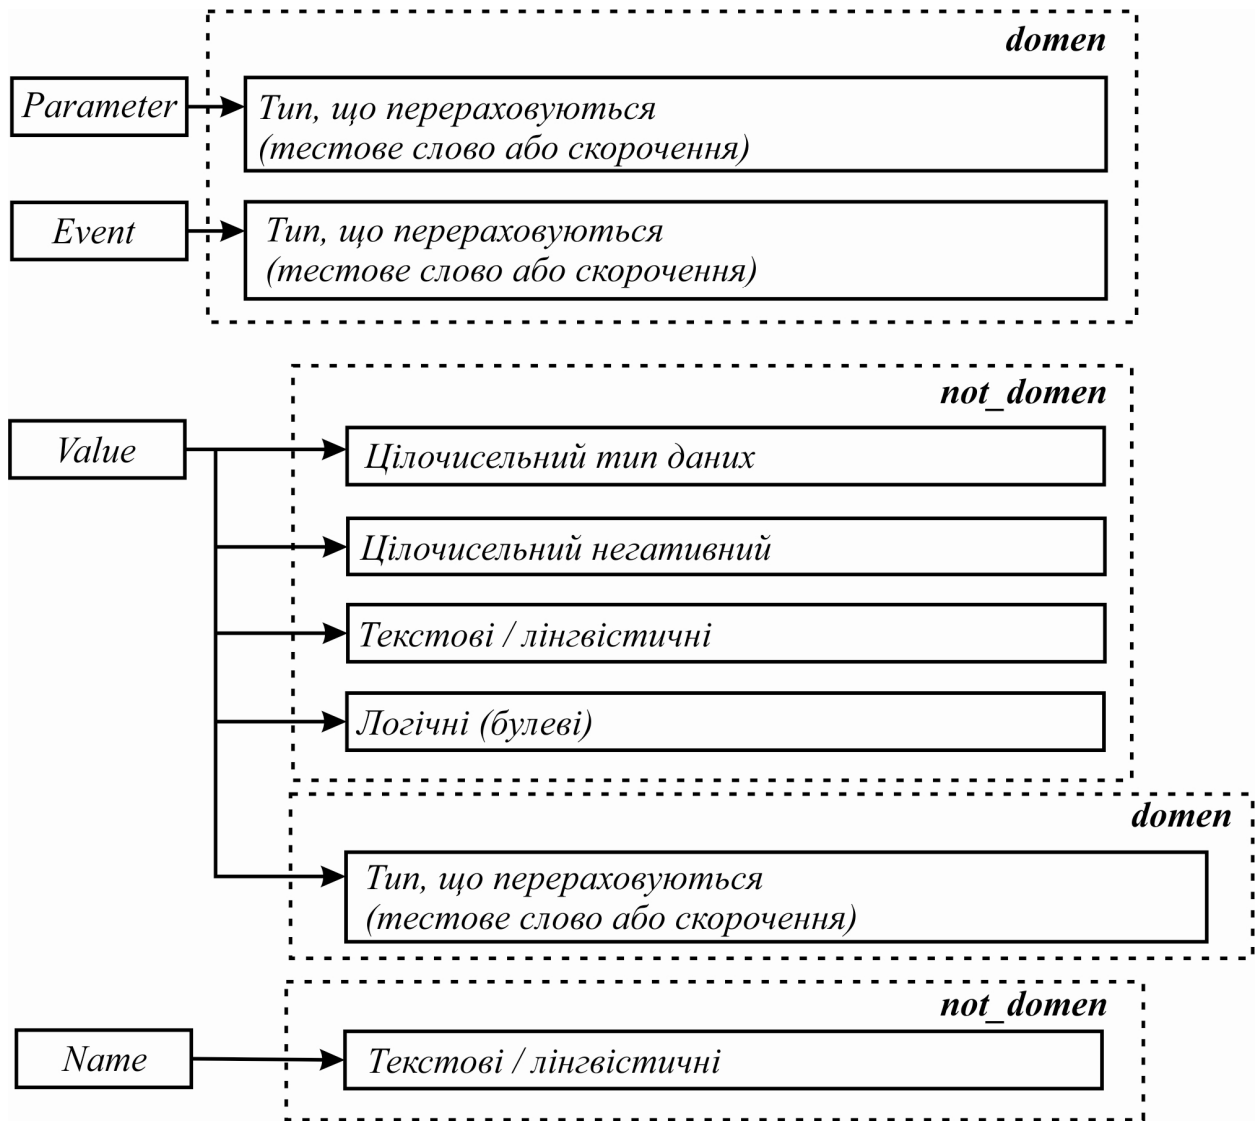 domen
Parameter
Тип, що перераховуються
(тестове слово або скорочення)
Event
Тип, що перераховуються
(тестове слово або скорочення)
not_domen
Value
Цілочисельний тип даних
Цілочисельний негативний
Текстові / лінгвістичні
Логічні (булеві)
domen
Тип, що перераховуються
(тестове слово або скорочення)
not_domen
Name
Текстові / лінгвістичні